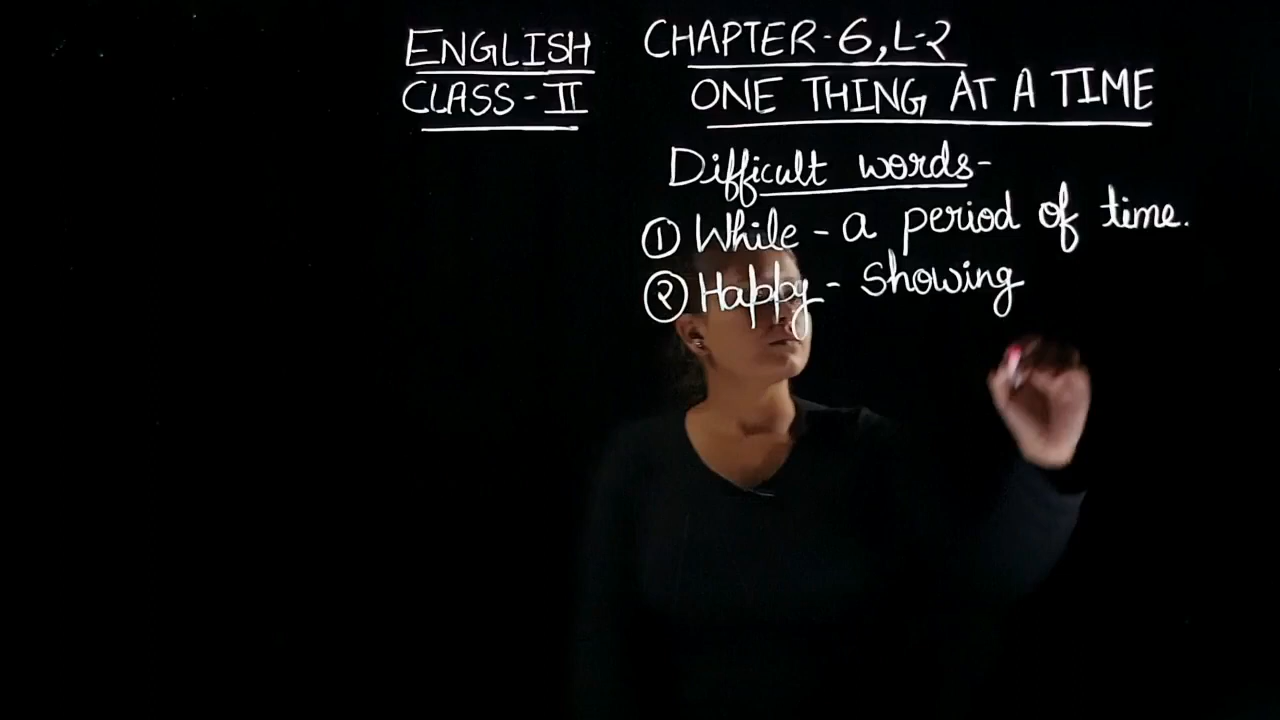 ENGLISH
CLASS-II
CHAPTER-6, L-2
ONE THING AT A TIME
Difficult words-
① While - a period of time.
② Happy - Showing